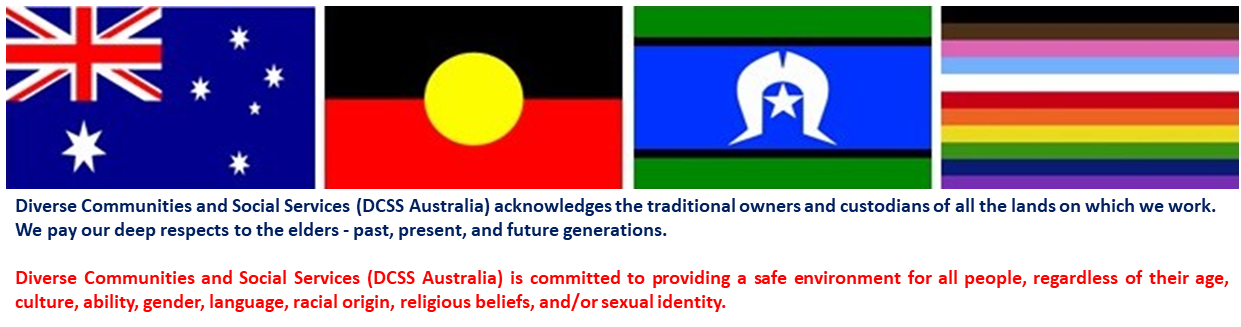 Diverse Communities and Social Services (DCSS Australia) acknowledges the traditional owners and custodians of all the lands on which we work.
We pay our deep respects to the elders - past, present, and future generations.
Diverse Communities and Social Services (DCSS Australia) is committed to providing a safe environment for all people, regardless of their age,
culture, ability, gender, language, racial origin, religious beliefs, and/or sexual identity.